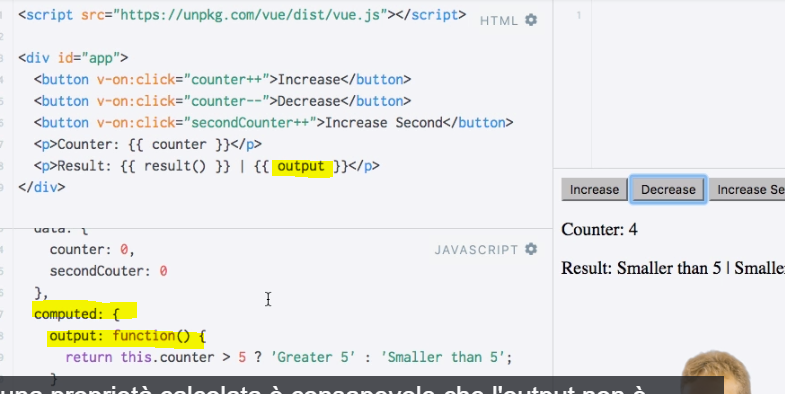 <script src="https://unpkg.com/vue/dist/vue.js"></script>
HTML
<div id="app">
<button v-on:click="counter++">Increase</button>
<button v-on:click="counter--">Decrease</button>
<button v-on:click="secondCounter++">Increase Second</button>
<p>Counter: {{ counter }}</p>
<p>Result: {{ result() }} | {{ output }}</p>
</div>
data: {
JAVASCRIPT
counter: 0,
secondCouter: 0
},
computed: {
output: function() {
return this.counter > 5 ? 'Greater 5' : 'Smaller than 5';
}
1
Increase
Decrease
Increase Se
Counter: 4
Result: Smaller than 5 | Smalle
una proprietà calcolata è consapevole che l'output non è